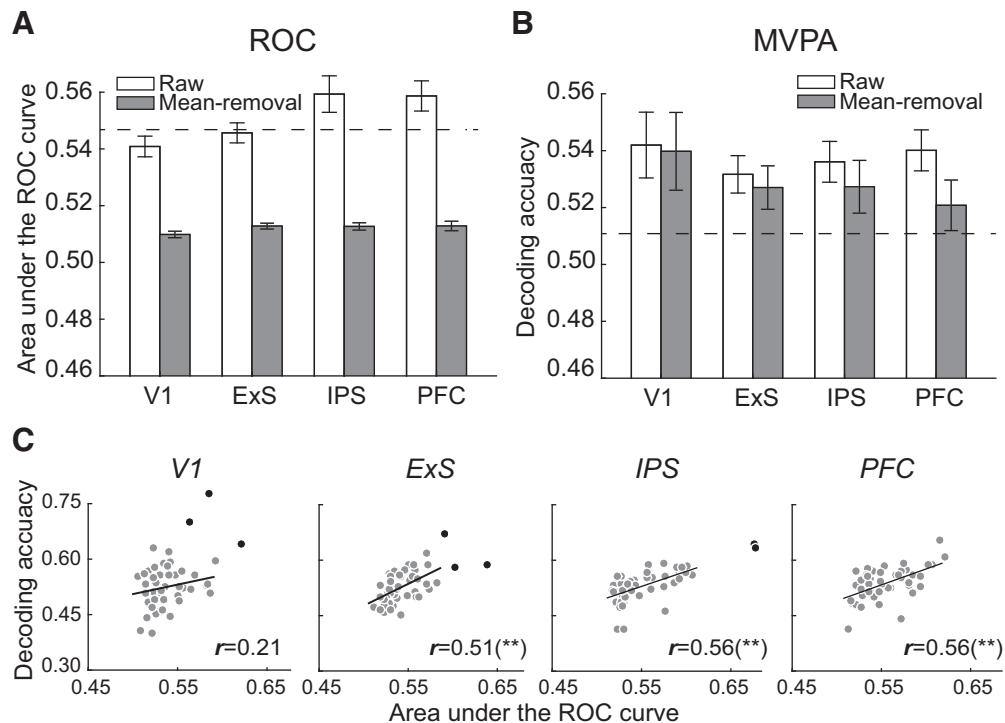 A
ROC
Raw
Mean-removal
Area under the ROC curve
0.56
0.54
0.52
0.50
0.48
0.46
V1 ExS IPS PFC
B
MVPA
Raw
Mean-removal
Decoding accuacy
0.56
0.54
0.52
0.50
0.48
0.46
V1 ExS IPS PFC
C
V1 ExS IPS PFC
Decoding accuacy
0.75
0.60
0.45
0.30
r=0.21
r=0.51(**)
r=0.56(**)
r=0.56(**)
0.45 0.55 0.65 0.45 0.55 0.65 0.45 0.55 0.65 0.45 0.55 0.65
Area under the ROC curve